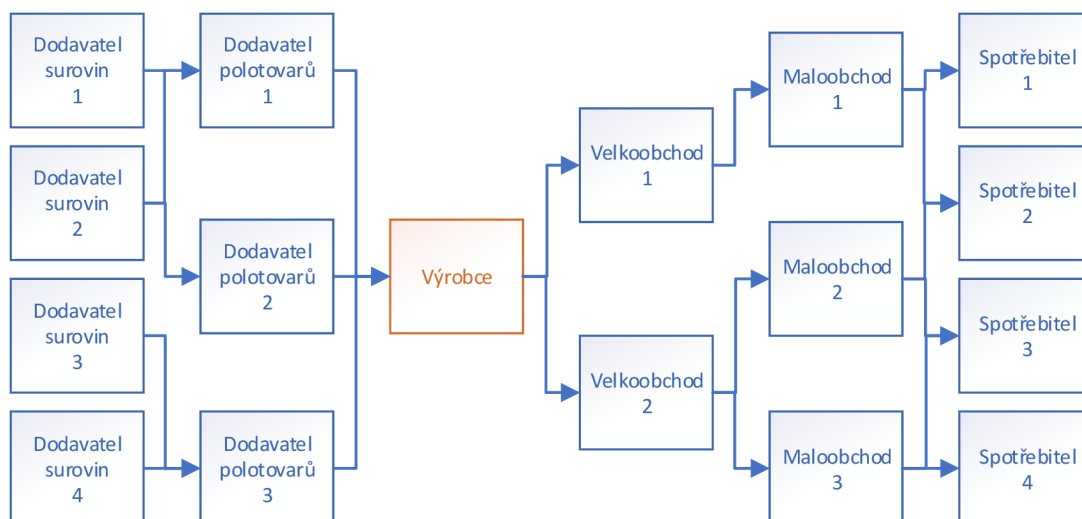 Dodavatel
surovin
1
Dodavatel
surovin
2
Dodavatel
surovin
3
Dodavatel
surovin
4
Dodavatel
polotovarů
1
Dodavatel
polotovarů
2
Dodavatel
polotovarů
3
Výrobce
Velkoobchod
1
Velkoobchod
2
Maloobchod
1
Maloobchod
2
Maloobchod
3
Spotřebitel
1
Spotřebitel
2
Spotřebitel
3
Spotřebitel
4